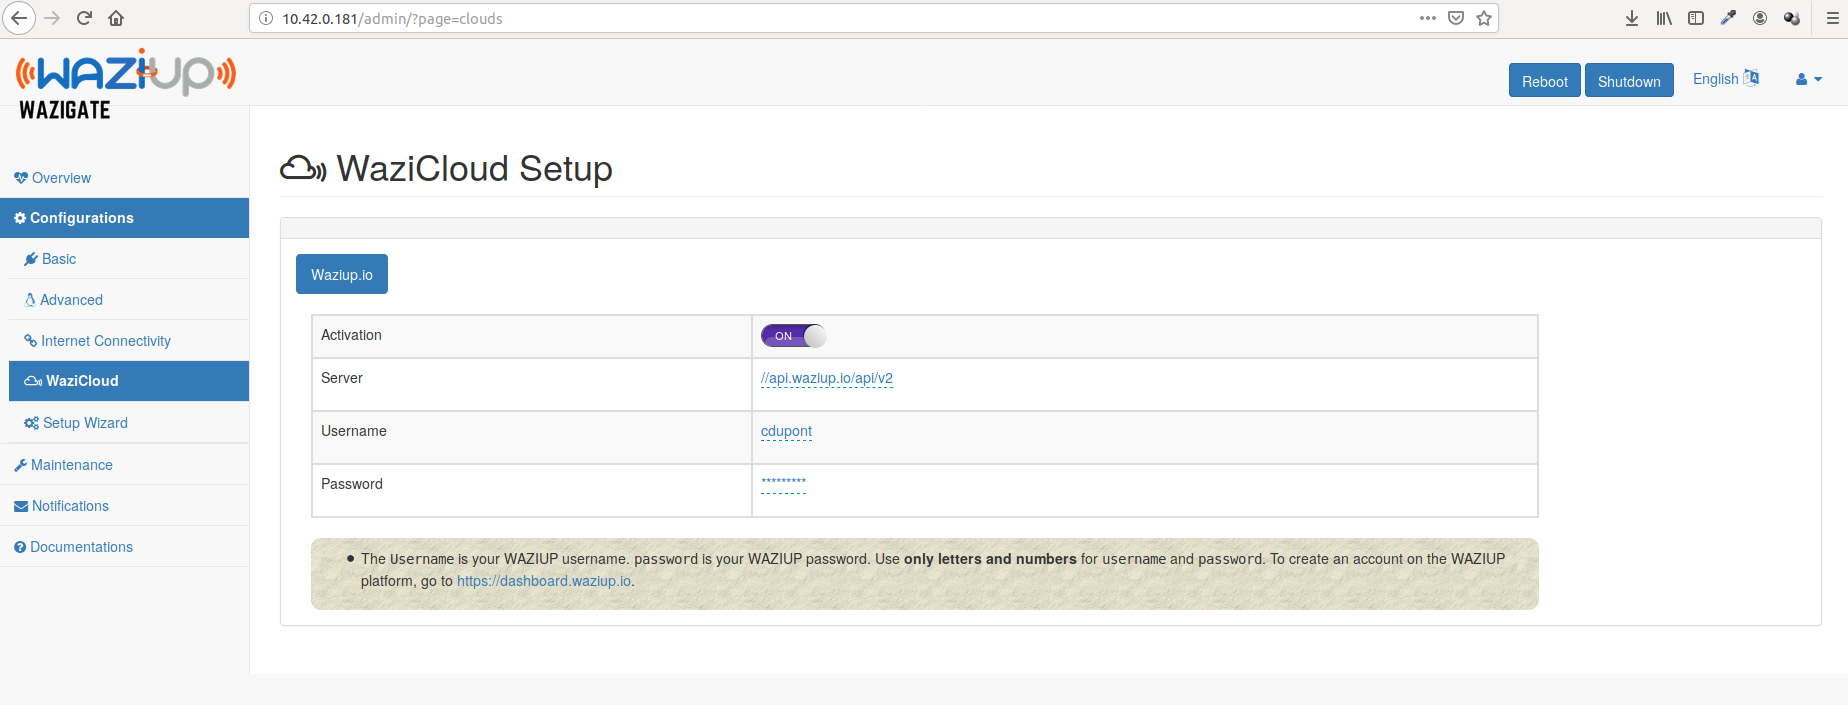 10.42.0.181/admin/?page=clouds
wazıup
WAZIGATE
Reboot
Shutdown
English
Overview
Configurations
Basic
Advanced
Internet Connectivity
WaziCloud
Setup Wizard
Maintenance
Notifications
Documentations
WaziCloud Setup
Waziup.io
Activation ON
Server //api.waziup.io/api/v2
Username cdupont
Password *********
The Username is your WAZIUP username. password is your WAZIUP password. Use only letters and numbers for username and password. To create an account on the WAZIUP
platform, go to https://dashboard.waziup.io.